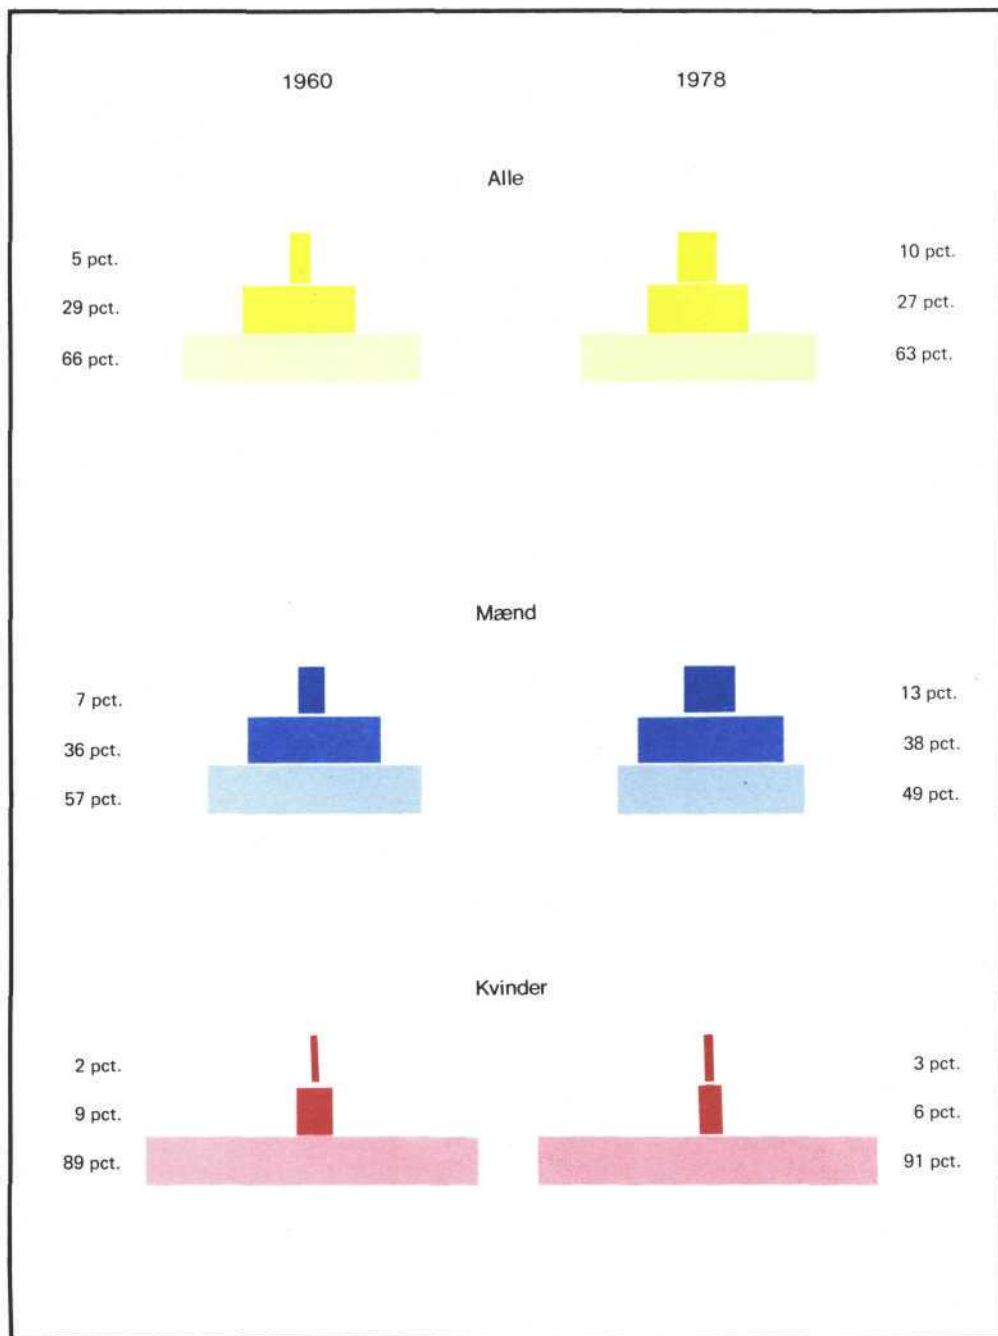 1960 1978
Alle
5 pct. 10 pct.
29 pct. 27 pct.
66 pct. 63 pct.
Mænd
7 pct. 13 pct.
36 pct. 38 pct.
57 pct. 49 pct.
Kvinder
2 pct. 3 pct.
9 pct. 6 pct.
89 pct. 91 pct.